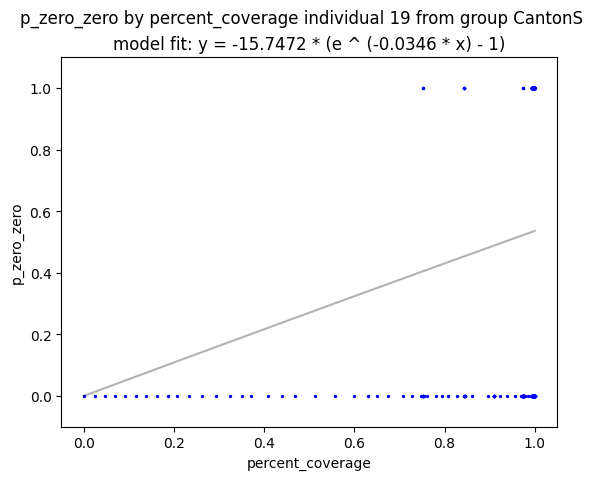 p_zero_zero by percent_coverage individual 19 from group CantonS
model fit: y = -15.7472 * (e ^ (-0.0346 * x) - 1)
1.0
0.8
0.6
0.4
0.2
0.0
p_zero_zero
0.0 0.2 0.4 0.6 0.8 1.0
percent_coverage